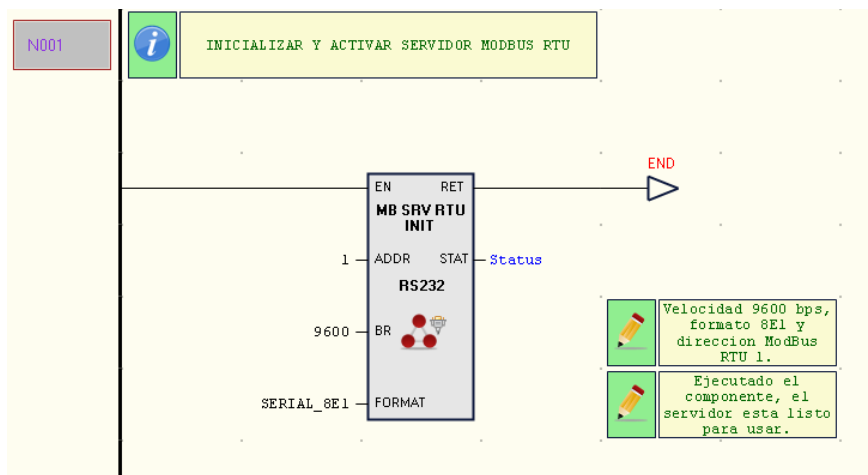 N001
INICIALIZAR Y ACTIVAR SERVIDOR MODBUS RTU
END
EN RET
MB SRV RTU
INIT
1 ADDR STAT Status
RS232
9600 BR
SERIAL_8E1 FORMAT
Velocidad 9600 bps,
formato 8E1 y
direccion ModBus
RTU 1.
Ejecutado el
componente, el
servidor esta listo
para usar.